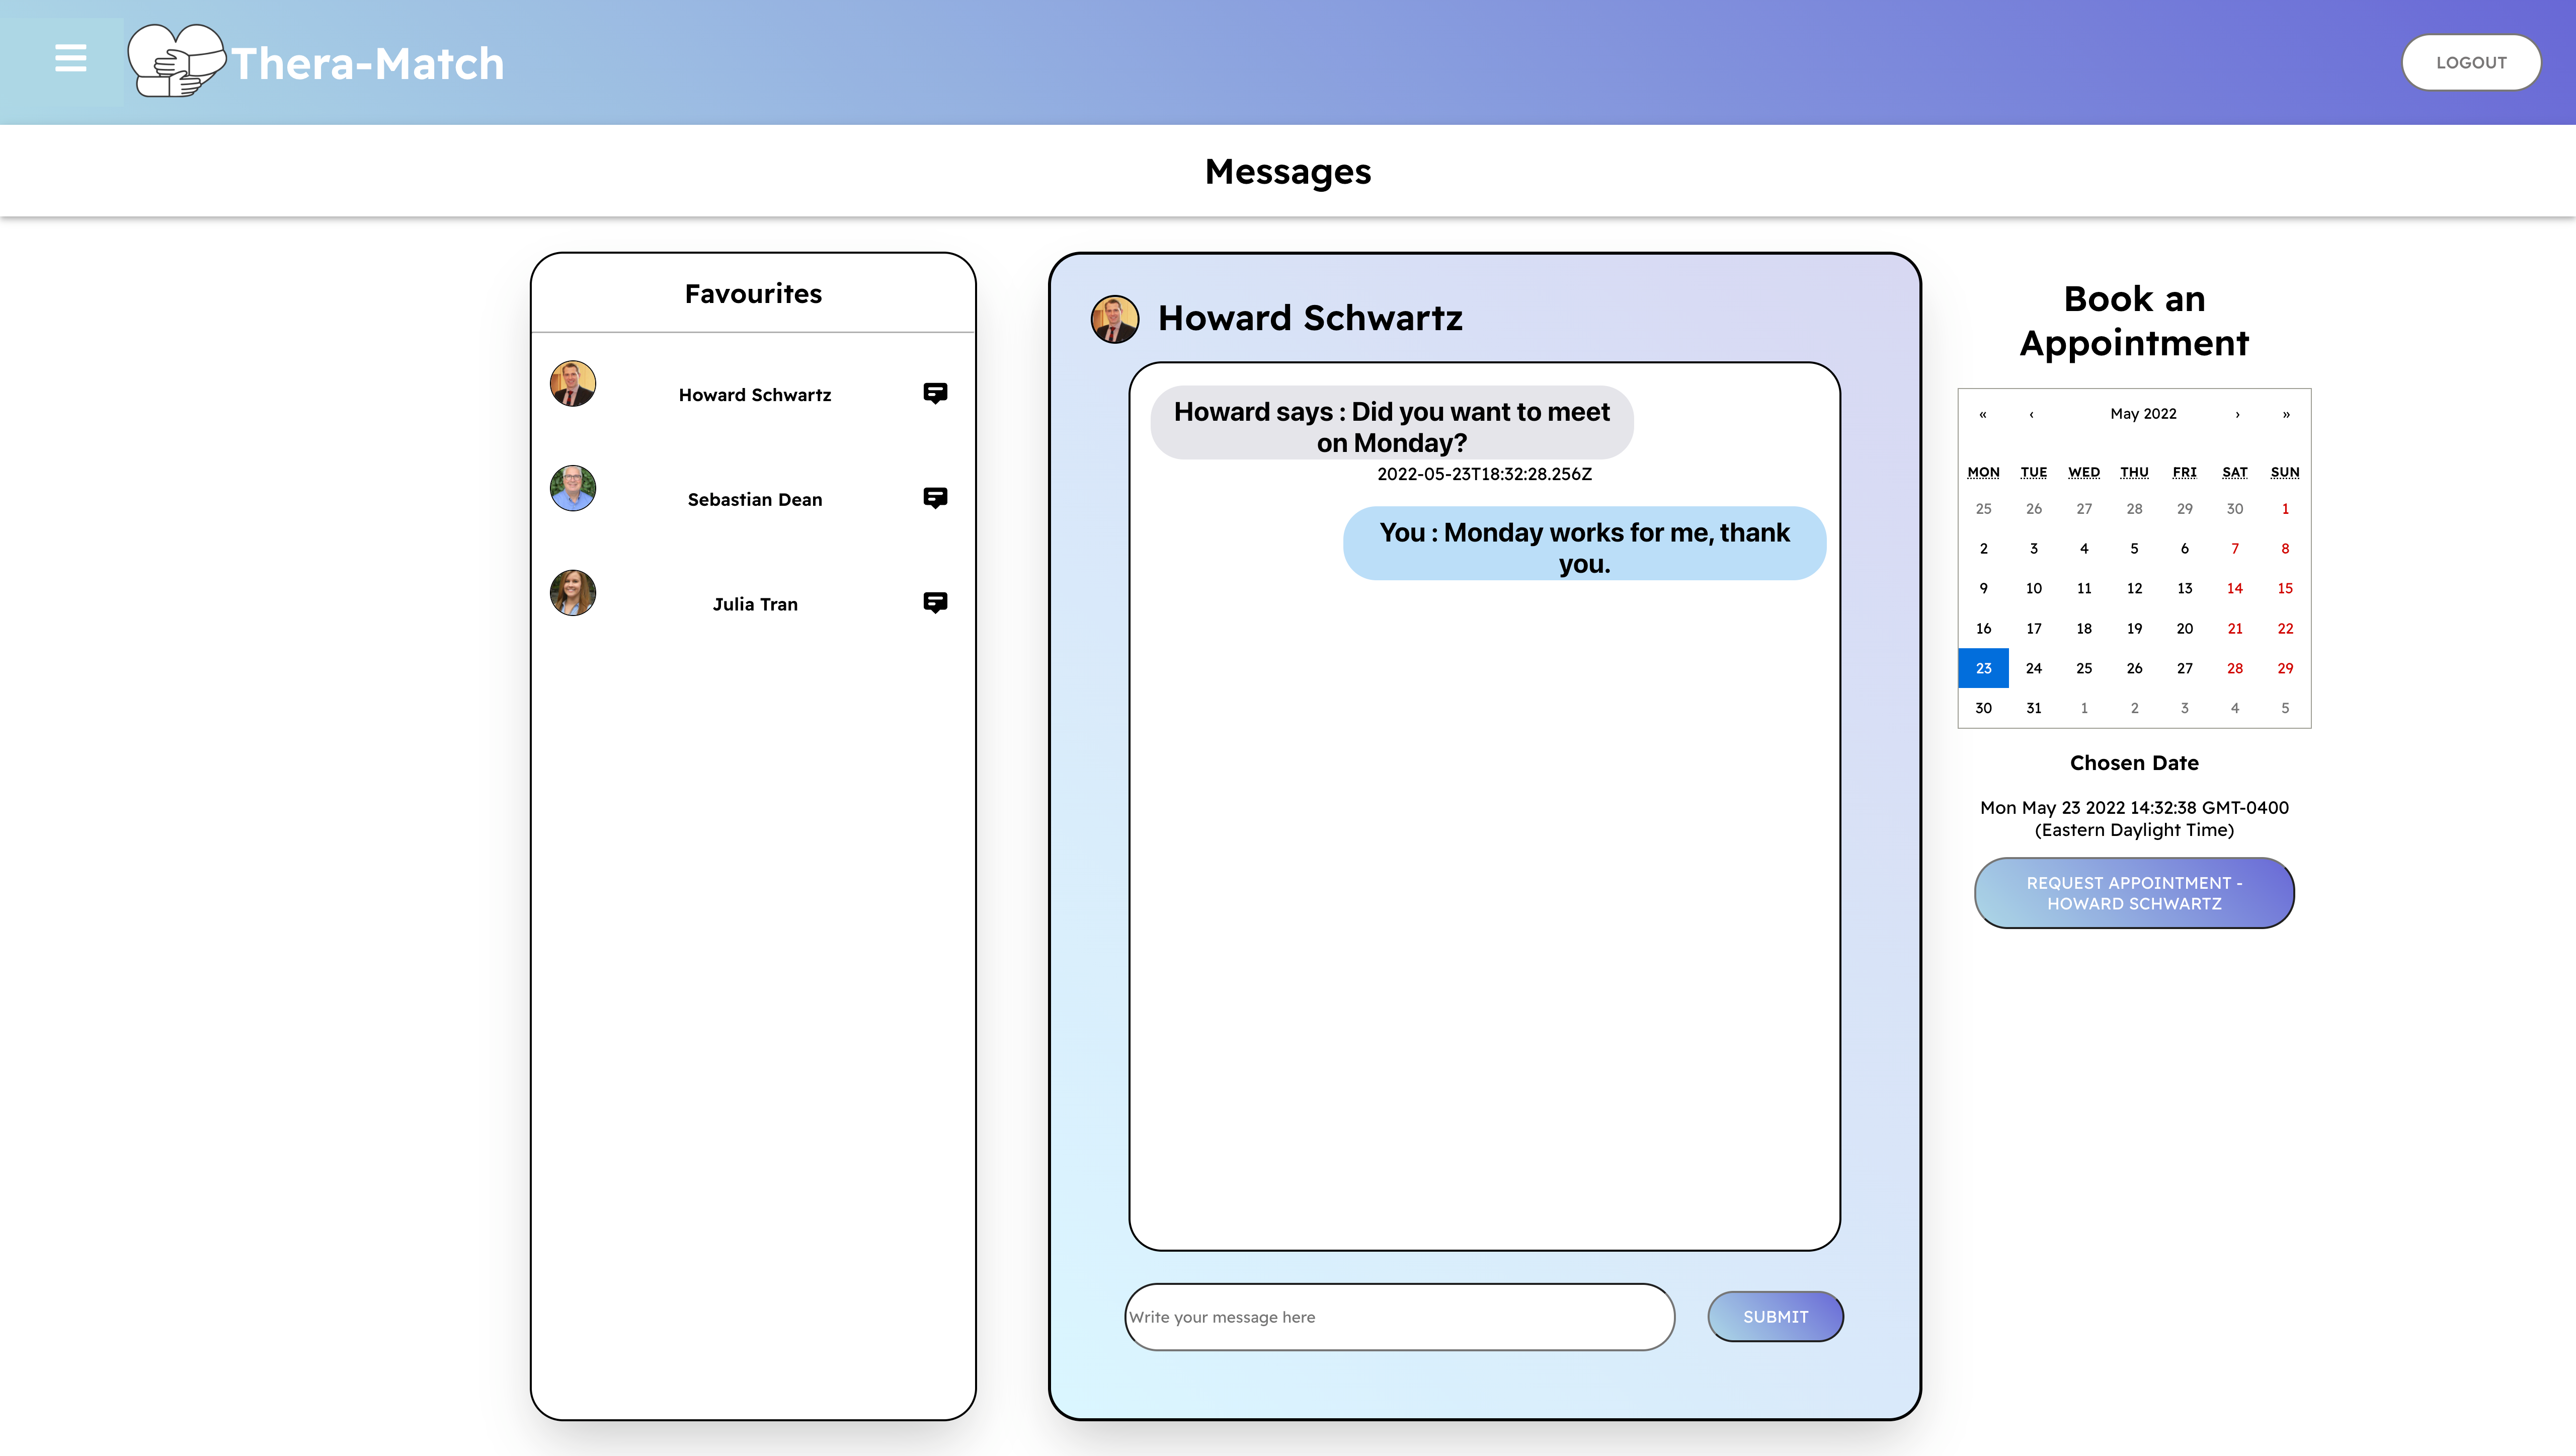 Thera-Match
LOGOUT
Messages
Favourites
Howard Schwartz
Sebastian Dean
Julia Tran
Howard Schwartz
Howard says : Did you want to meet
on Monday?
2022-05-23T18:32:28.256Z
You : Monday works for me, thank
you.
Write your message here
SUBMIT
Book an
Appointment
« ‹ May 2022 › »
MON TUE WED THU FRI SAT SUN
25 26 27 28 29 30 1
2 3 4 5 6 7 8
9 10 11 12 13 14 15
16 17 18 19 20 21 22
23 24 25 26 27 28 29
30 31 1 2 3 4 5
Chosen Date
Mon May 23 2022 14:32:38 GMT-0400
(Eastern Daylight Time)
REQUEST APPOINTMENT -
HOWARD SCHWARTZ